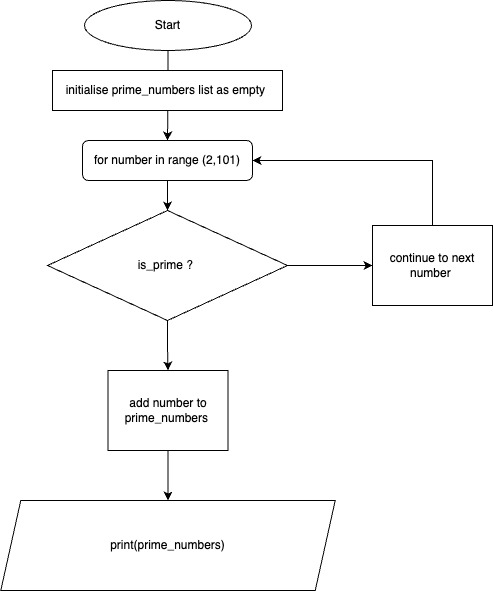 Start
initialise prime_numbers list as empty
for number in range (2,101)
is_prime ?
continue to next
number
add number to
prime_numbers
print(prime_numbers)